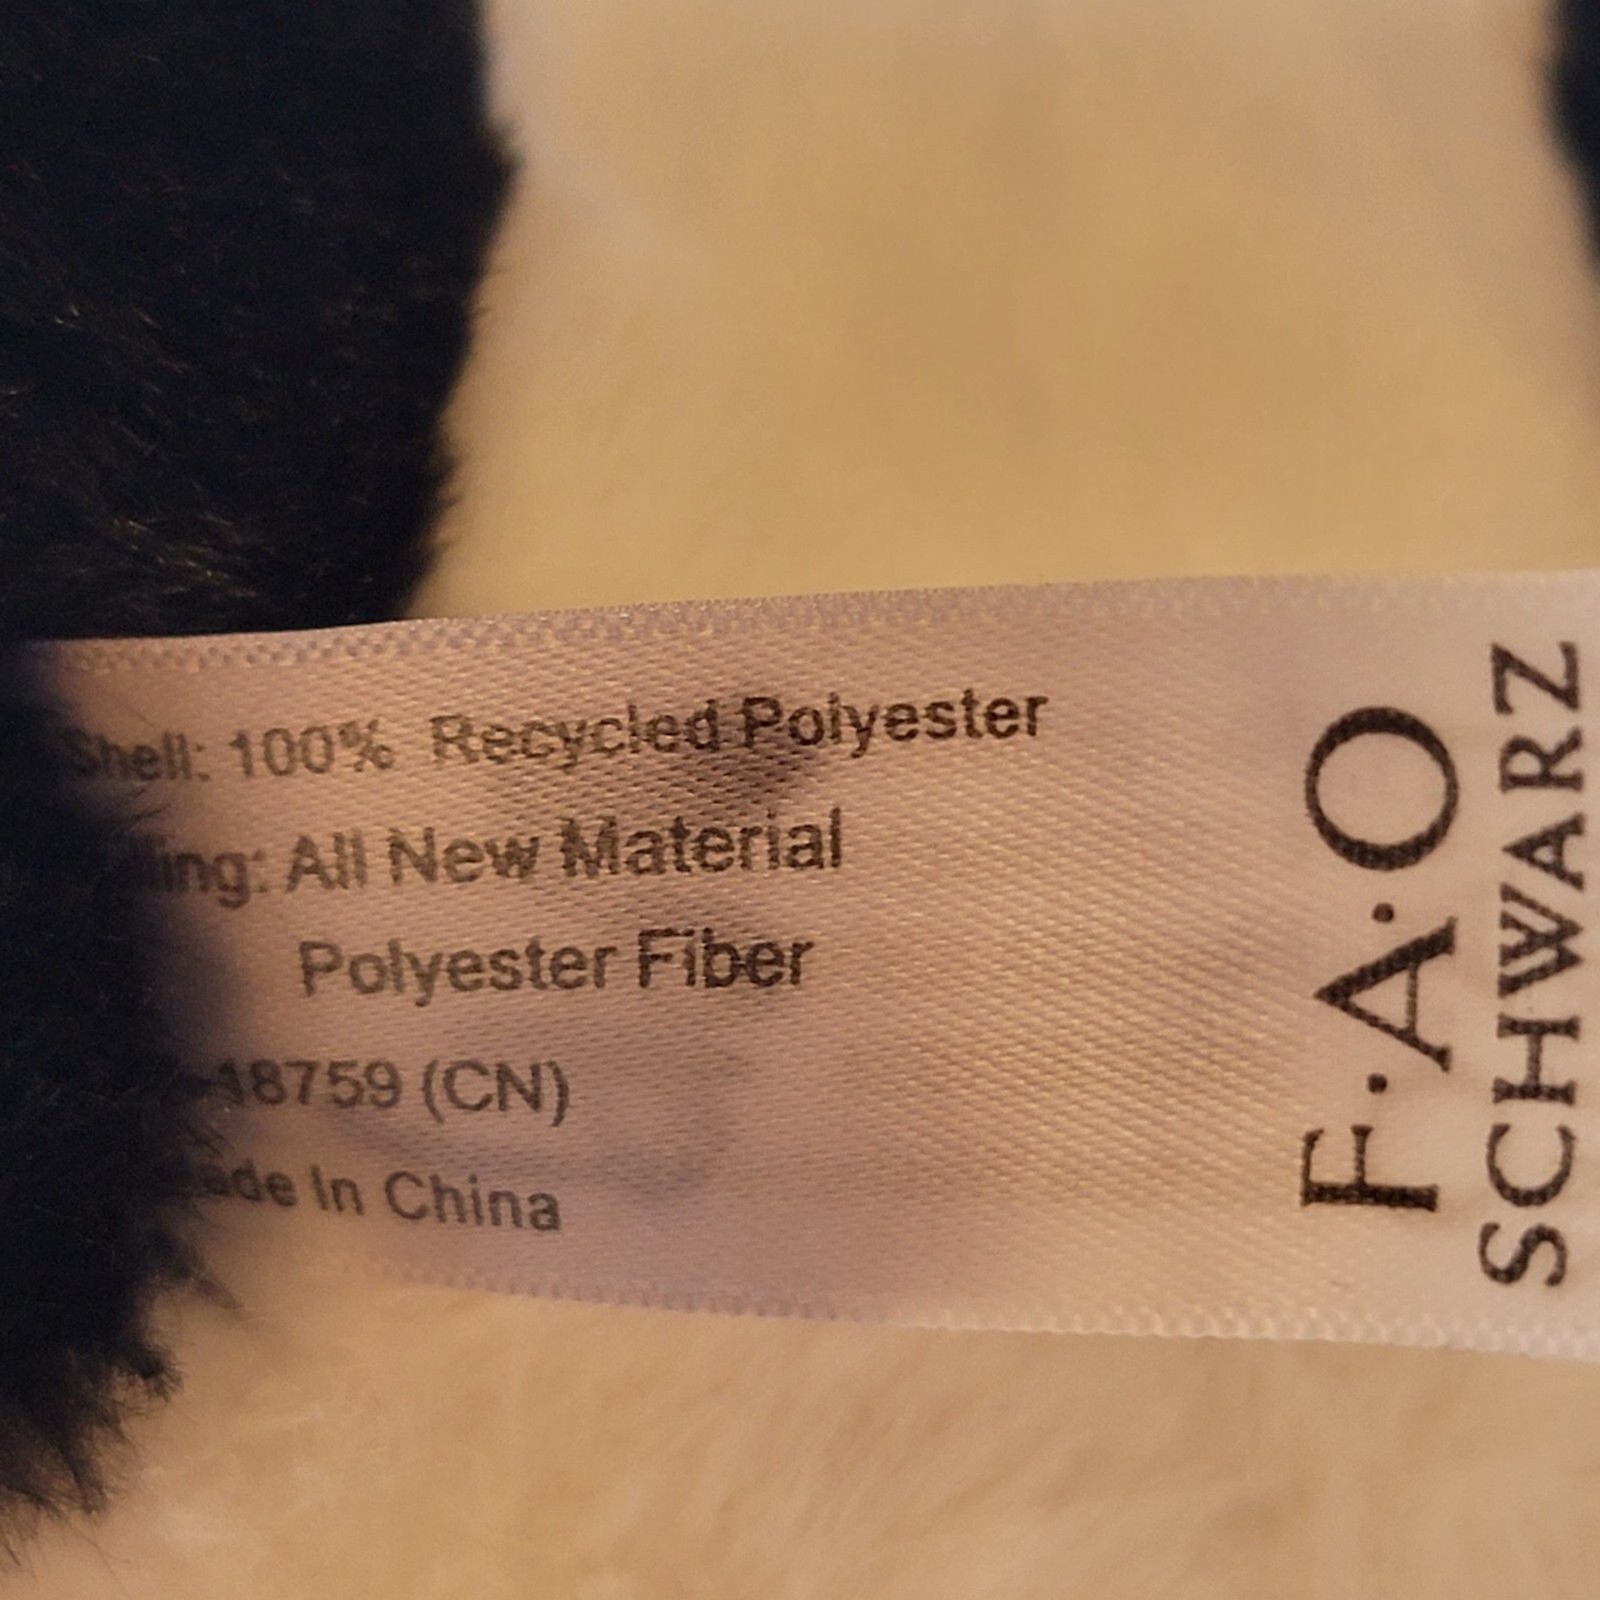 Shell: 100% Recycled Polyester
All New Material
Polyester Fiber
18759 (CN)
In China
F·A·O
SCHWARZ